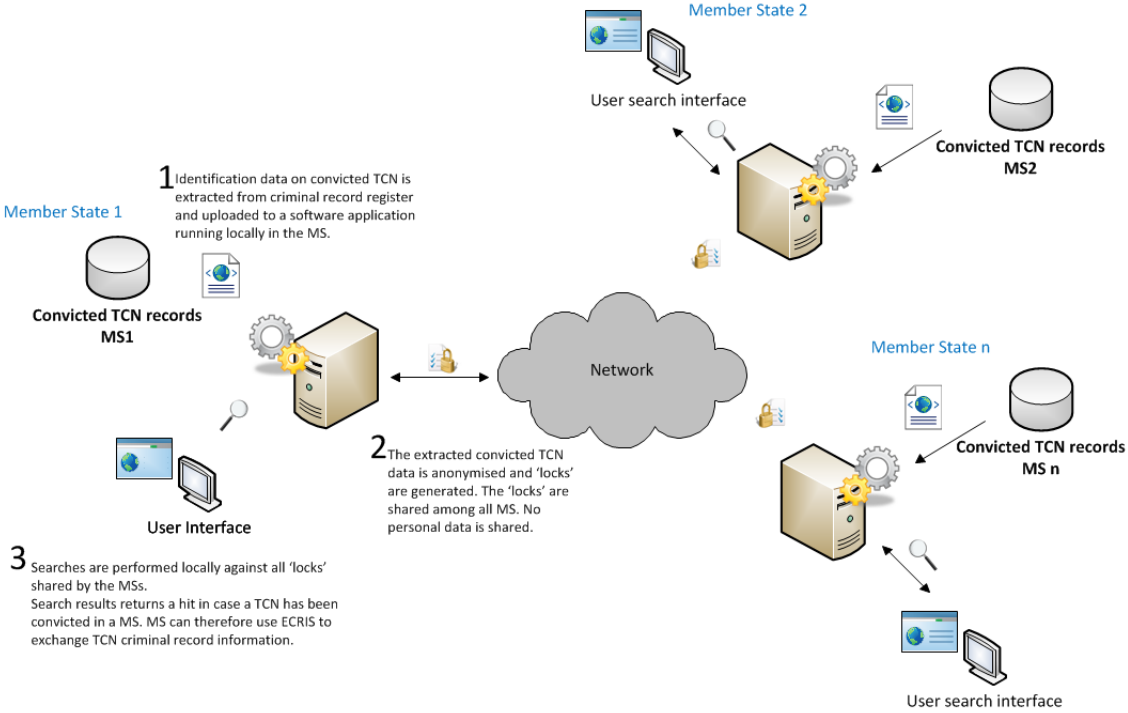 Member State 2
User search interface
Convicted TCN records
MS2
1
Identification data on convicted TCN is
extracted from criminal record register
and uploaded to a software application
running locally in the MS.
Member State 1
Convicted TCN records
MS1
Network
Member State n
Convicted TCN records
MS n
2
The extracted convicted TCN
data is anonymised and ‘locks’
are generated. The ‘locks’ are
shared among all MS. No
personal data is shared.
User Interface
3
Searches are performed locally against all ‘locks’
shared by the MSs.
Search results returns a hit in case a TCN has been
convicted in a MS. MS can therefore use ECRIS to
exchange TCN criminal record information.
User search interface